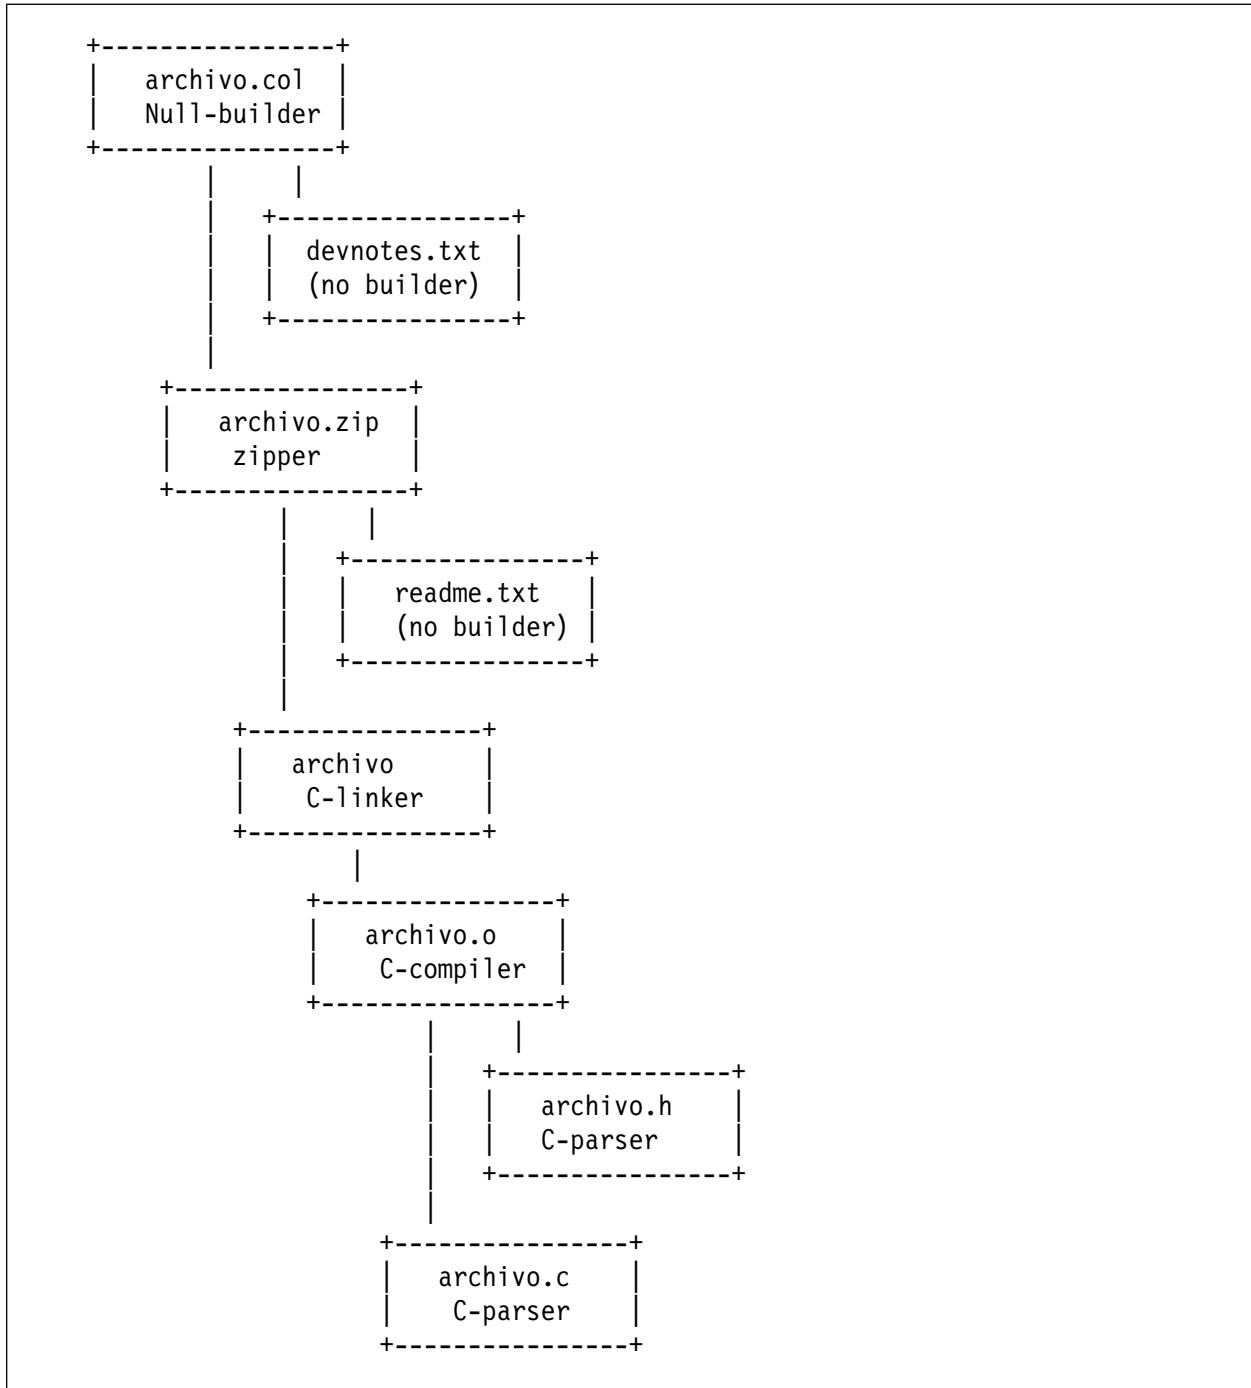 archivo.col
Null-builder
devnotes.txt
(no builder)
archivo.zip
zipper
readme.txt
(no builder)
archivo
C-linker
archivo.o
C-compiler
archivo.h
C-parser
archivo.c
C-parser